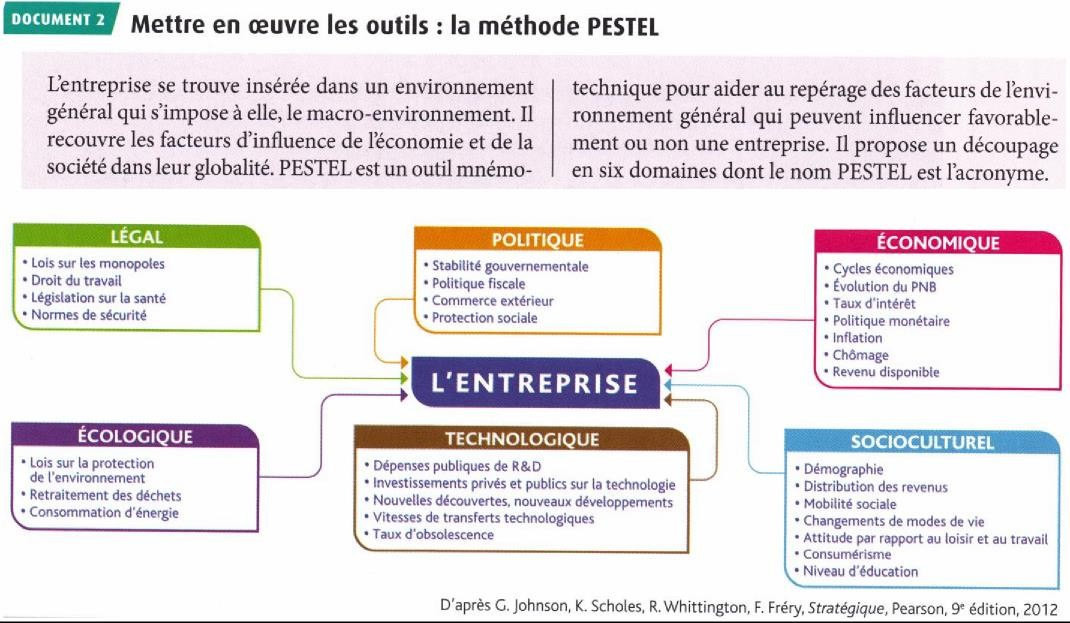 DOCUMENT 2
Mettre en œuvre les outils : la méthode PESTEL
L'entreprise se trouve insérée dans un environnement
général qui s'impose à elle, le macro-environnement. Il
recouvre les facteurs d'influence de l'économie et de la
société dans leur globalité. PESTEL est un outil mnémo-
technique pour aider au repérage des facteurs de l'envi-
ronnement général qui peuvent influencer favorable-
ment ou non une entreprise. Il propose un découpage
en six domaines dont le nom PESTEL est l'acronyme.
LÉGAL
• Lois sur les monopoles
• Droit du travail
• Législation sur la santé
• Normes de sécurité
POLITIQUE
• Stabilité gouvernementale
• Politique fiscale
• Commerce extérieur
• Protection sociale
ÉCONOMIQUE
• Cycles économiques
• Évolution du PNB
• Taux d'intérêt
• Politique monétaire
• Inflation
• Chômage
• Revenu disponible
L'ENTREPRISE
ÉCOLOGIQUE
• Lois sur la protection
de l'environnement
• Retraitement des déchets
• Consommation d'énergie
TECHNOLOGIQUE
• Dépenses publiques de R&D
• Investissements privés et publics sur la technologie
• Nouvelles découvertes, nouveaux développements
• Vitesses de transferts technologiques
• Taux d'obsolescence
SOCIOCULTUREL
• Démographie
• Distribution des revenus
• Mobilité sociale
• Changements de modes de vie
• Attitude par rapport au loisir et au travail
• Consumérisme
• Niveau d'éducation
D'après G. Johnson, K. Scholes, R. Whittington, F. Fréry, Stratégique, Pearson, 9e édition, 2012